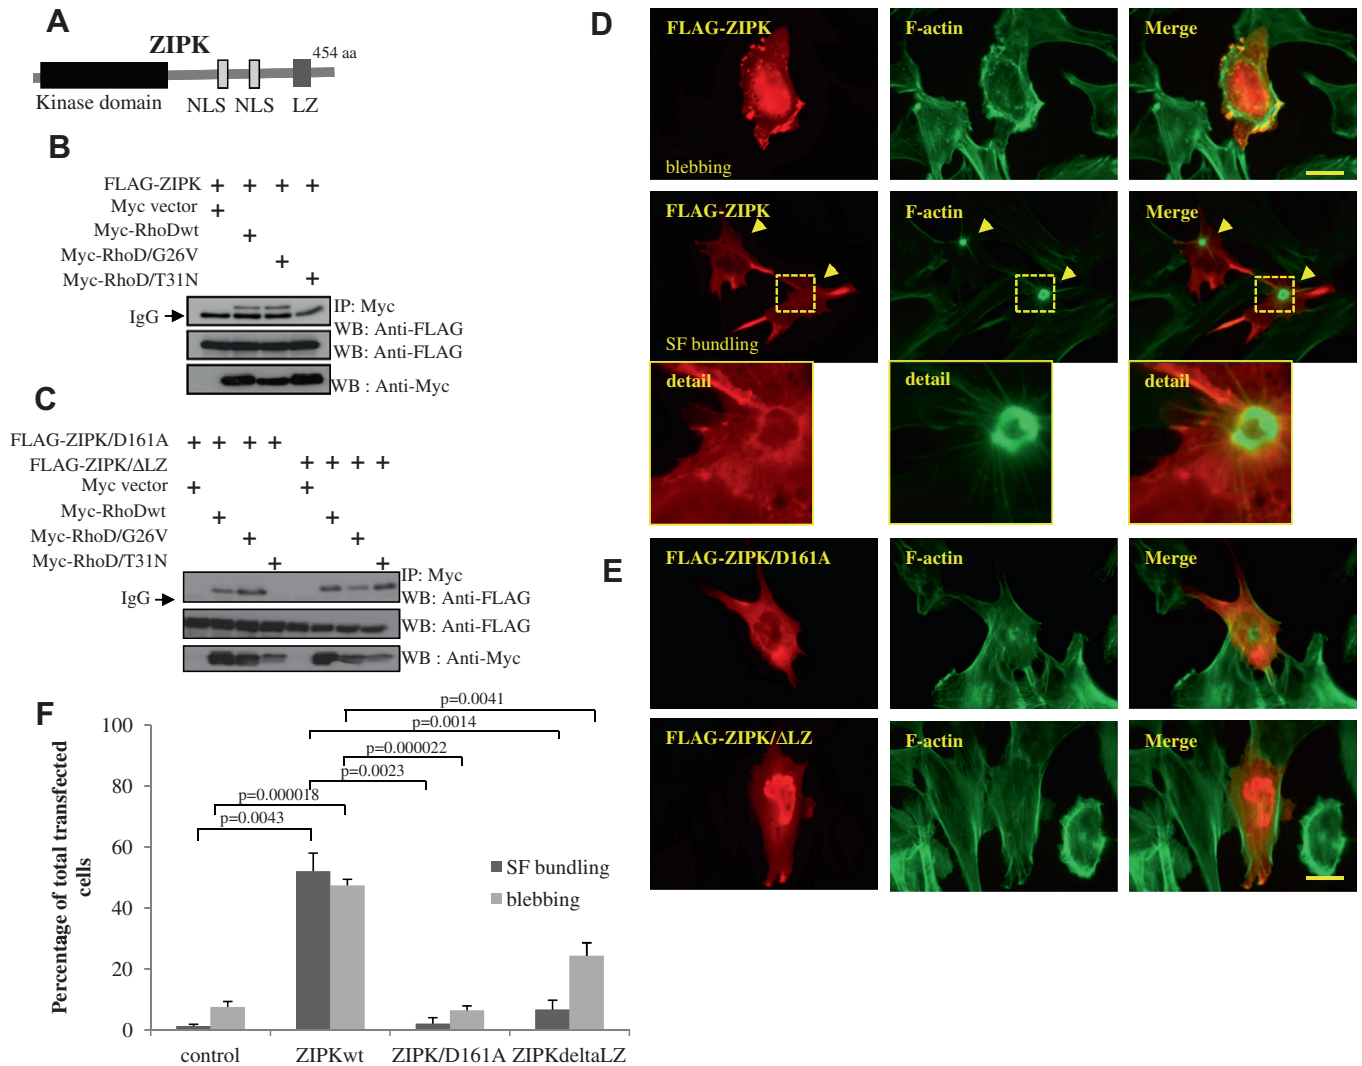 A
ZIPK
454 aa
Kinase domain
NLS NLS LZ
B
FLAG-ZIPK + + + +
Myc vector +
Myc-RhoDwt +
Myc-RhoD/G26V +
Myc-RhoD/T31N +
IgG
IP: Myc
WB: Anti-FLAG
WB: Anti-FLAG
WB : Anti-Myc
C
FLAG-ZIPK/D161A + + + +
FLAG-ZIPK/ΔLZ + + + +
Myc vector + +
Myc-RhoDwt + +
Myc-RhoD/G26V + +
Myc-RhoD/T31N + +
IgG
IP: Myc
WB: Anti-FLAG
WB: Anti-FLAG
WB : Anti-Myc
D
FLAG-ZIPK
blebbing
F-actin
Merge
FLAG-ZIPK
SF bundling
F-actin
Merge
detail
detail
detail
E
FLAG-ZIPK/D161A
F-actin
Merge
FLAG-ZIPK/ΔLZ
F-actin
Merge
F
Percentage of total transfected
cells
100
80
60
40
20
0
p=0.0041
p=0.0014
p=0.000022
p=0.0023
p=0.000018
p=0.0043
SF bundling
blebbing
control
ZIPKwt
ZIPK/D161A
ZIPKdeltaLZ